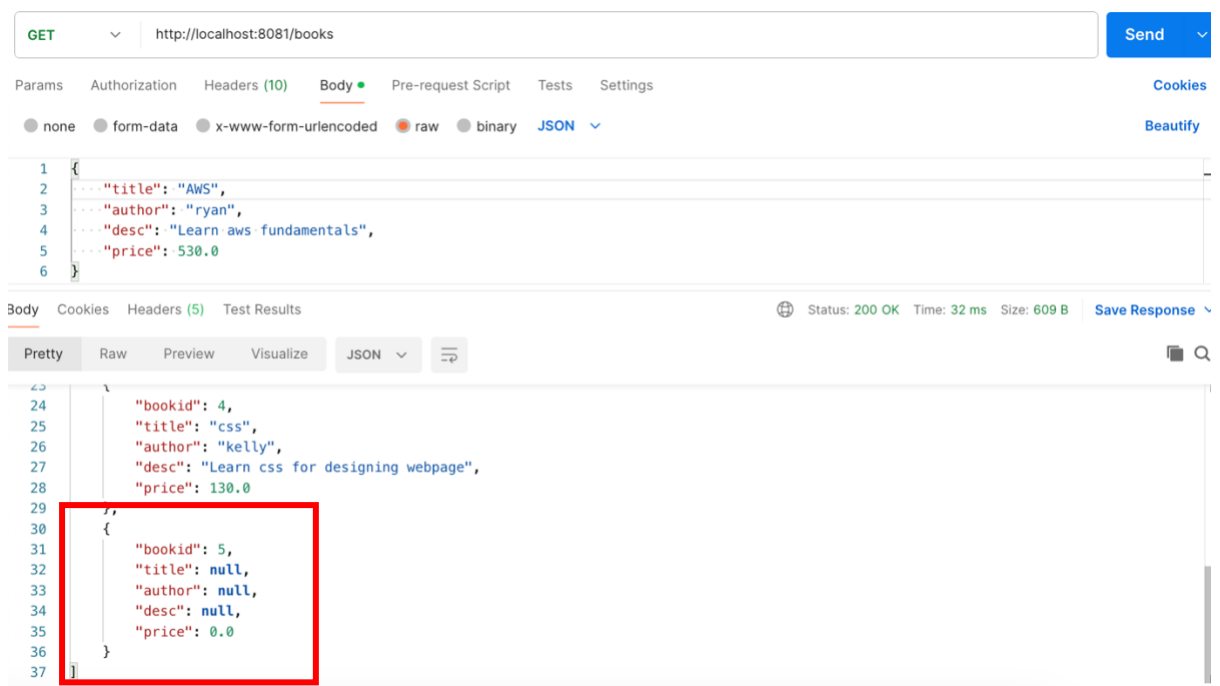 GET http://localhost:8081/books Send
Params Authorization Headers (10) Body Pre-request Script Tests Settings Cookies
none form-data x-www-form-urlencoded raw binary JSON Beautify
1 {
2 "title": "AWS",
3 "author": "ryan",
4 "desc": "Learn aws fundamentals",
5 "price": 530.0
6 }
Body Cookies Headers (5) Test Results Status: 200 OK Time: 32 ms Size: 609 B Save Response
Pretty Raw Preview Visualize JSON
23 {
24 "bookid": 4,
25 "title": "css",
26 "author": "kelly",
27 "desc": "Learn css for designing webpage",
28 "price": 130.0
29 },
30 {
31 "bookid": 5,
32 "title": null,
33 "author": null,
34 "desc": null,
35 "price": 0.0
36 }
37 ]